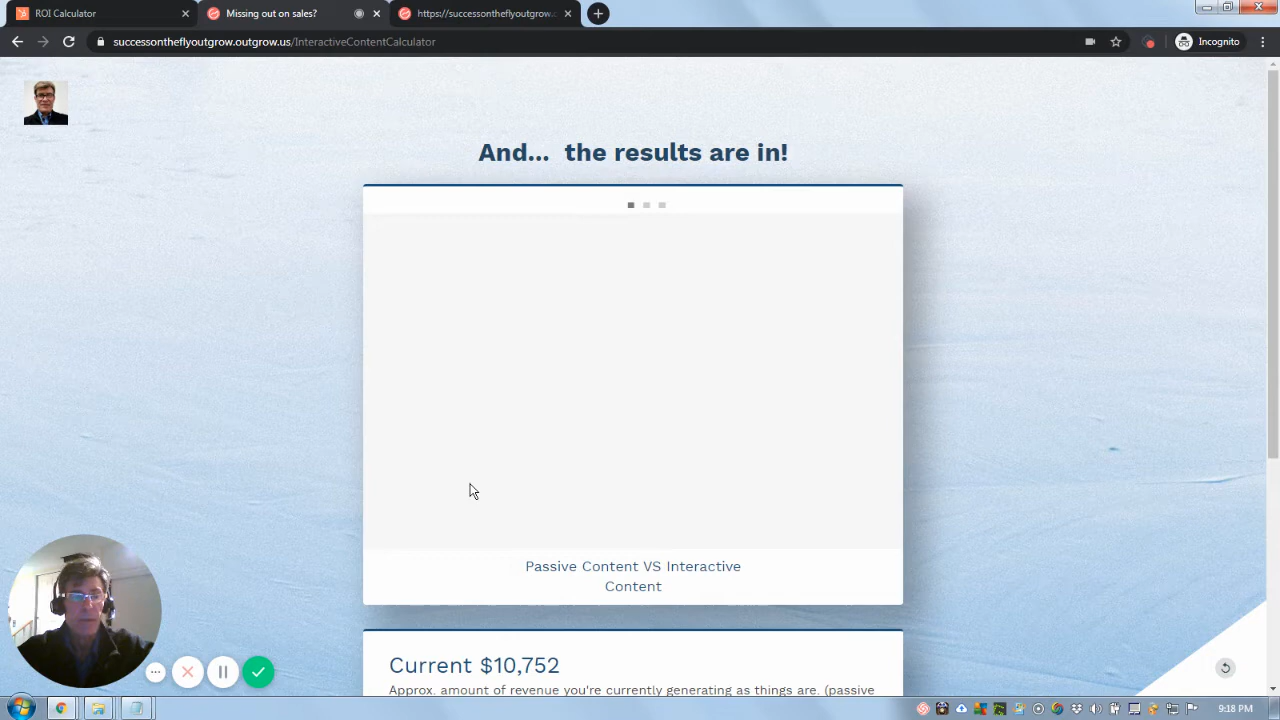 ROI Calculator
Missing out on sales?
https://successontheflyoutgrow.c
successontheflyoutgrow.outgrow.us/InteractiveContentCalculator
Incognito
And... the results are in!
Passive Content VS Interactive
Content
Current $10,752
Approx. amount of revenue you're currently generating as things are. (passive
9:18 PM